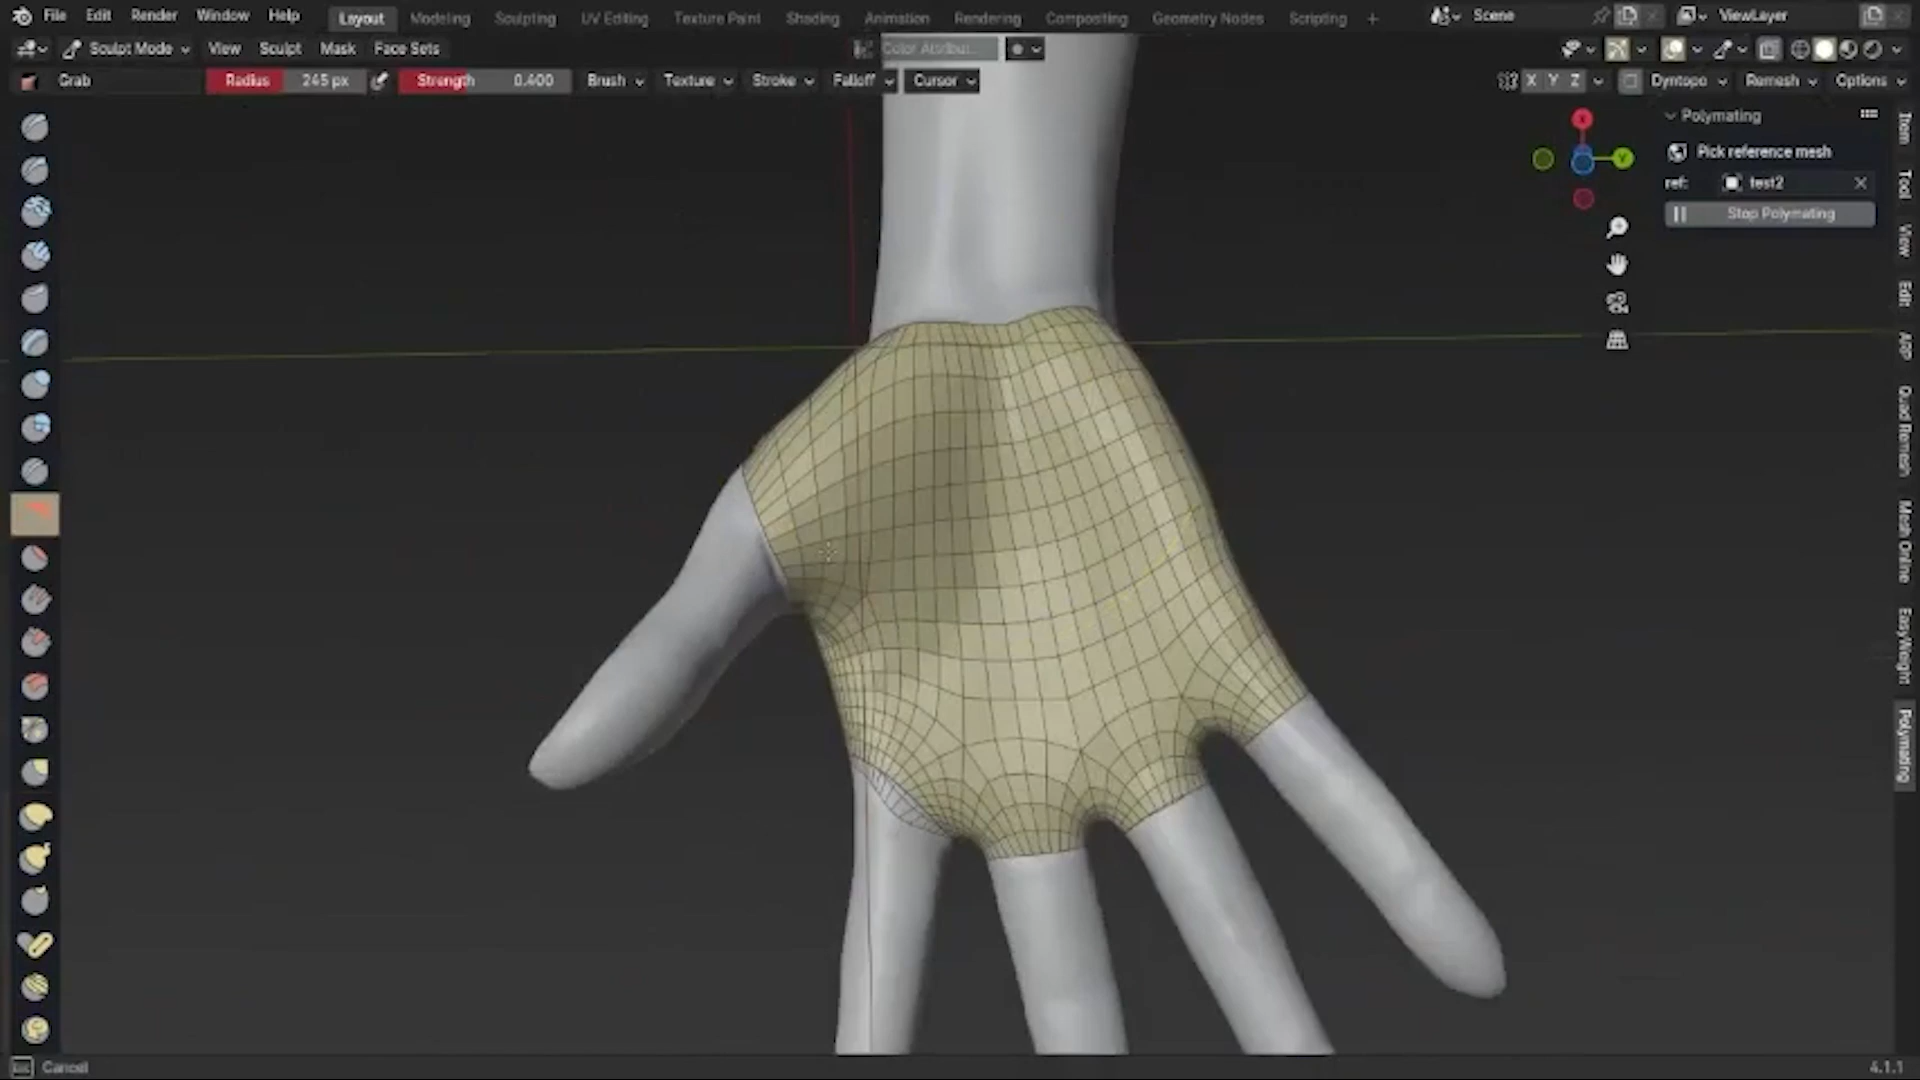 File Edit Render Window Help Layout Modeling Sculpting UV Editing Texture Paint Shading Animation Rendering Compositing Geometry Nodes Scripting + Scene ViewLayer
Sculpt Mode View Sculpt Mask Face Sets Color Attribu...
Grab Radius 245 px Strength 0.400 Brush Texture Stroke Falloff Cursor X Y Z Dyntopo Remesh Options
Polymating
Pick reference mesh
ref: test2
Stop Polymating
X
Y
Item
Tool
View
Edit
ARP
Quad Remesh
Mesh Online
EasyWeight
Polymating
Cancel
4.1.1